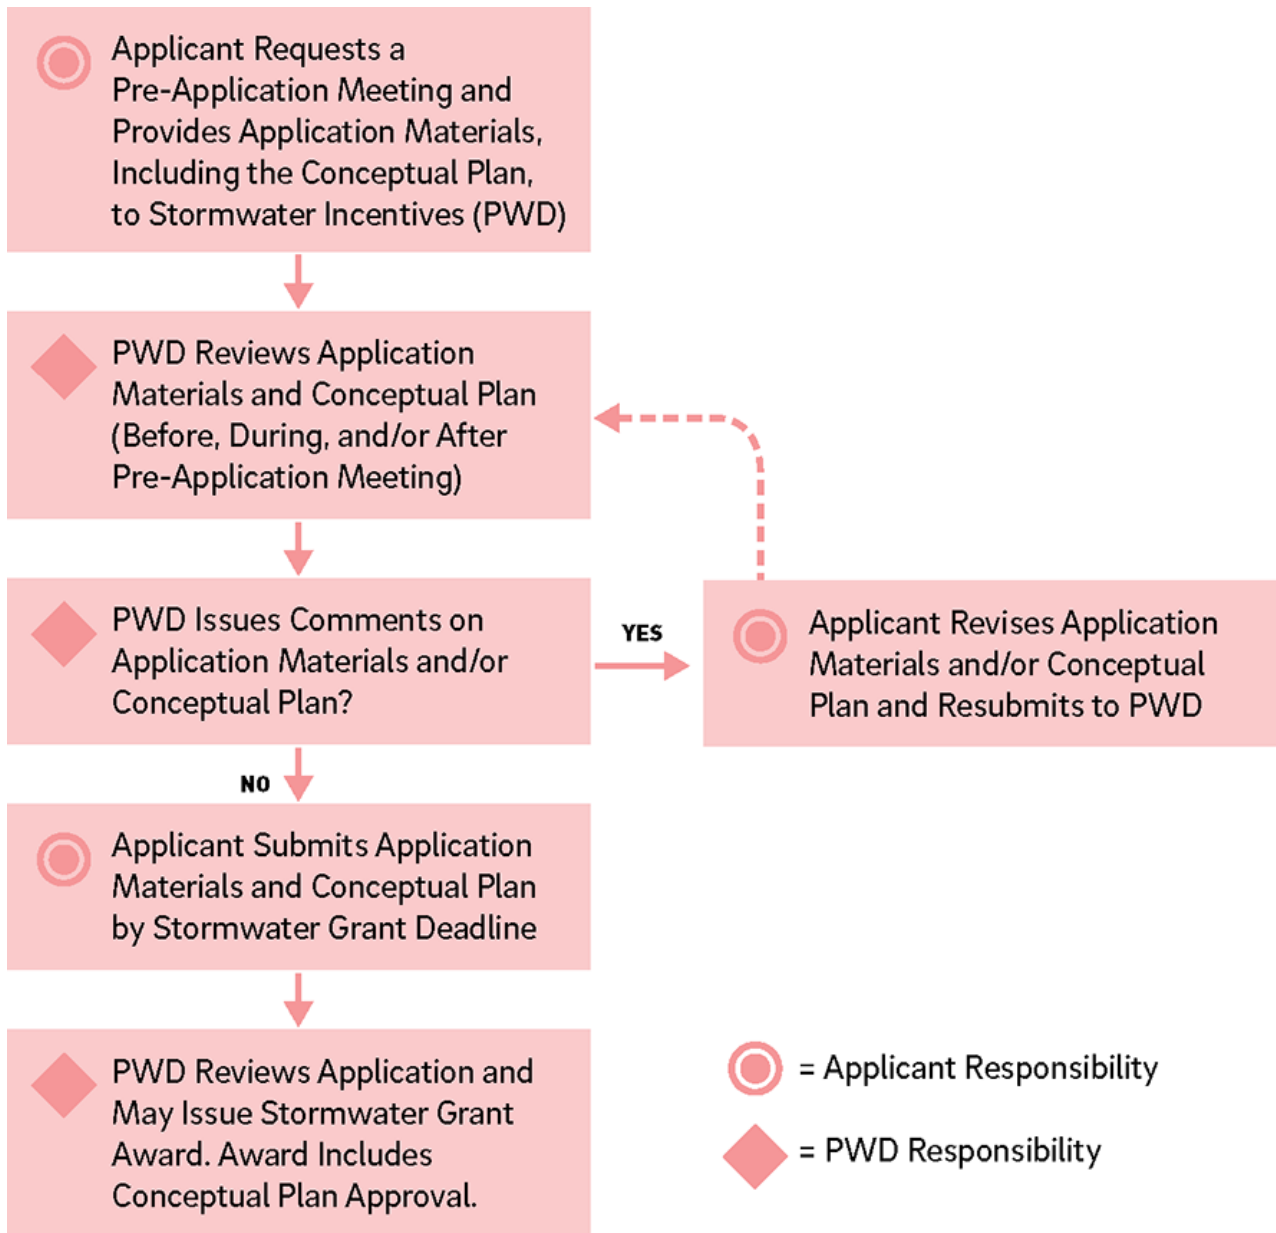 Applicant Requests a
Pre-Application Meeting and
Provides Application Materials,
Including the Conceptual Plan,
to Stormwater Incentives (PWD)
PWD Reviews Application
Materials and Conceptual Plan
(Before, During, and/or After
Pre-Application Meeting)
PWD Issues Comments on
Application Materials and/or
Conceptual Plan?
YES
Applicant Revises Application
Materials and/or Conceptual
Plan and Resubmits to PWD
NO
Applicant Submits Application
Materials and Conceptual Plan
by Stormwater Grant Deadline
PWD Reviews Application and
May Issue Stormwater Grant
Award. Award Includes
Conceptual Plan Approval.
= Applicant Responsibility
= PWD Responsibility